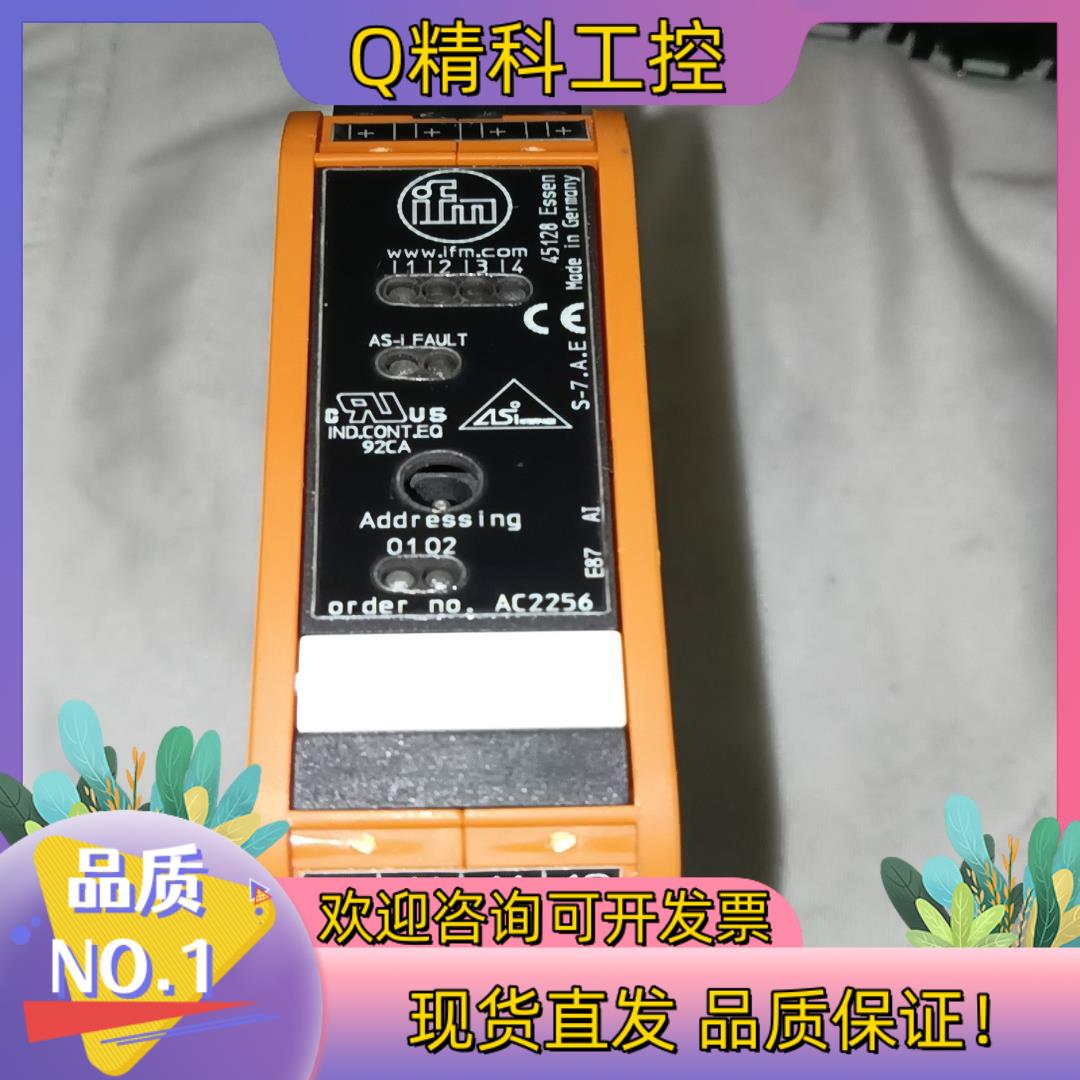 Q精科工控
+ + + +
ifm
www.ifm.com
I1 I2 I3 I4
45128 Essen
Made in Germany
CE
AS-i FAULT
S-7.A.E
c RU US
IND.CONT.EQ
92CA
ASi
Addressing
O1 O2
AI
E87
order no. AC2256
品质
NO.1
欢迎咨询可开发票
现货直发 品质保证!